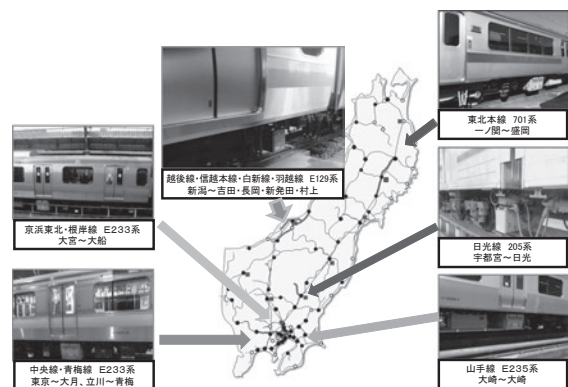 東北本線 701系
一ノ関~盛岡
越後線・信越本線・白新線・羽越線 E129系
新潟~吉田・長岡・新発田・村上
京浜東北・根岸線 E233系
大宮~大船
日光線 205系
宇都宮~日光
中央線・青梅線 E233系
東京~大月、立川~青梅
山手線 E235系
大崎~大崎